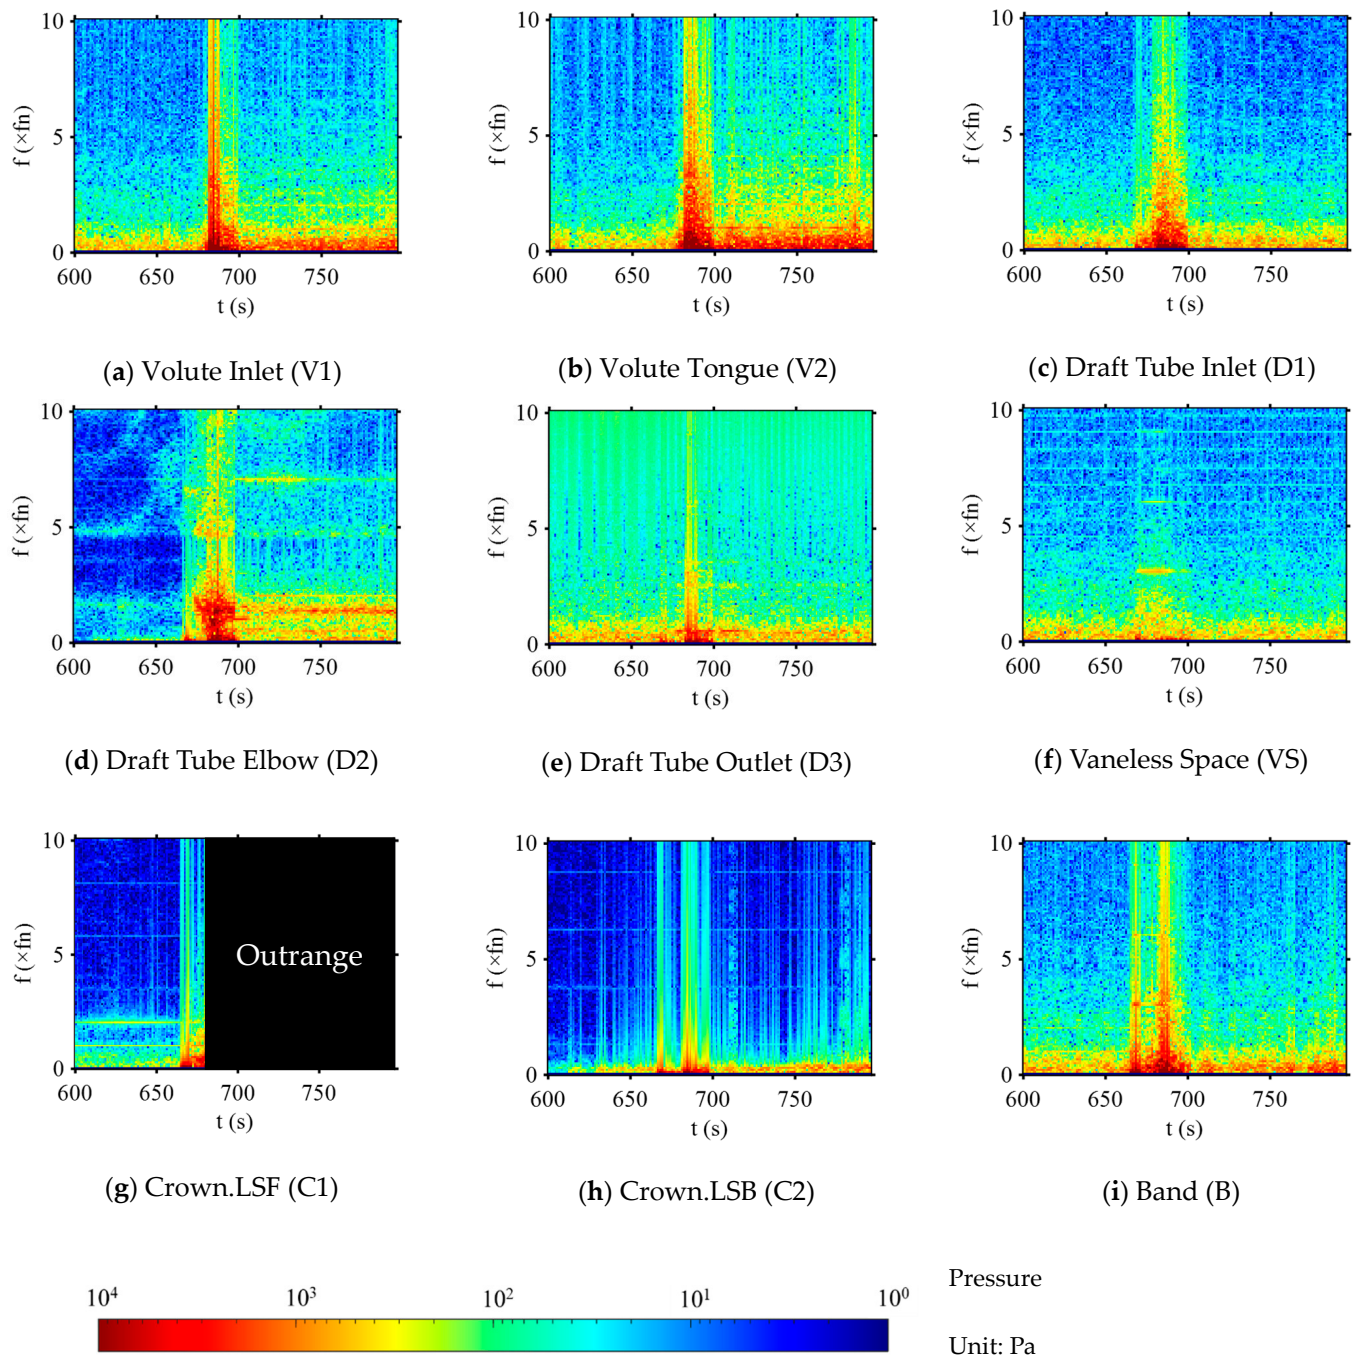 10
5
0
f (×fn)
600 650 700 750
t (s)
(a) Volute Inlet (V1)
10
5
0
f (×fn)
600 650 700 750
t (s)
(b) Volute Tongue (V2)
10
5
0
f (×fn)
600 650 700 750
t (s)
(c) Draft Tube Inlet (D1)
10
5
0
f (×fn)
600 650 700 750
t (s)
(d) Draft Tube Elbow (D2)
10
5
0
f (×fn)
600 650 700 750
t (s)
(e) Draft Tube Outlet (D3)
10
5
0
f (×fn)
600 650 700 750
t (s)
(f) Vaneless Space (VS)
10
5
0
f (×fn)
Outrange
600 650 700 750
t (s)
(g) Crown.LSF (C1)
10
5
0
f (×fn)
600 650 700 750
t (s)
(h) Crown.LSB (C2)
10
5
0
f (×fn)
600 650 700 750
t (s)
(i) Band (B)
10⁴ 10³ 10² 10¹ 10⁰
Pressure
Unit: Pa